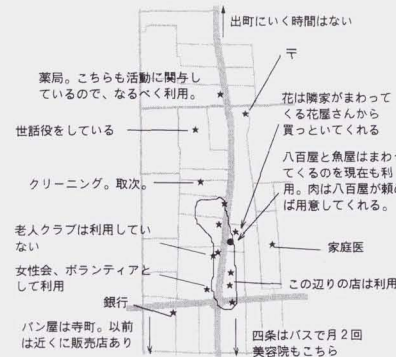 出町にいく時間はない
〒
薬局。こちらも活動に関与し
ているので、なるべく利用。
花は隣家がまわって
くる花屋さんから
買っといてくれる
世話役をしている
八百屋と魚屋はまわっ
てくるのを現在も利
用。肉は八百屋が頼め
ば用意してくれる。
クリーニング。取次。
老人クラブは利用してい
ない
家庭医
女性会、ボランティアと
して利用
この辺りの店は利用
銀行
パン屋は寺町。以前
は近くに販売店あり
四条はバスで月2回
美容院もこちら